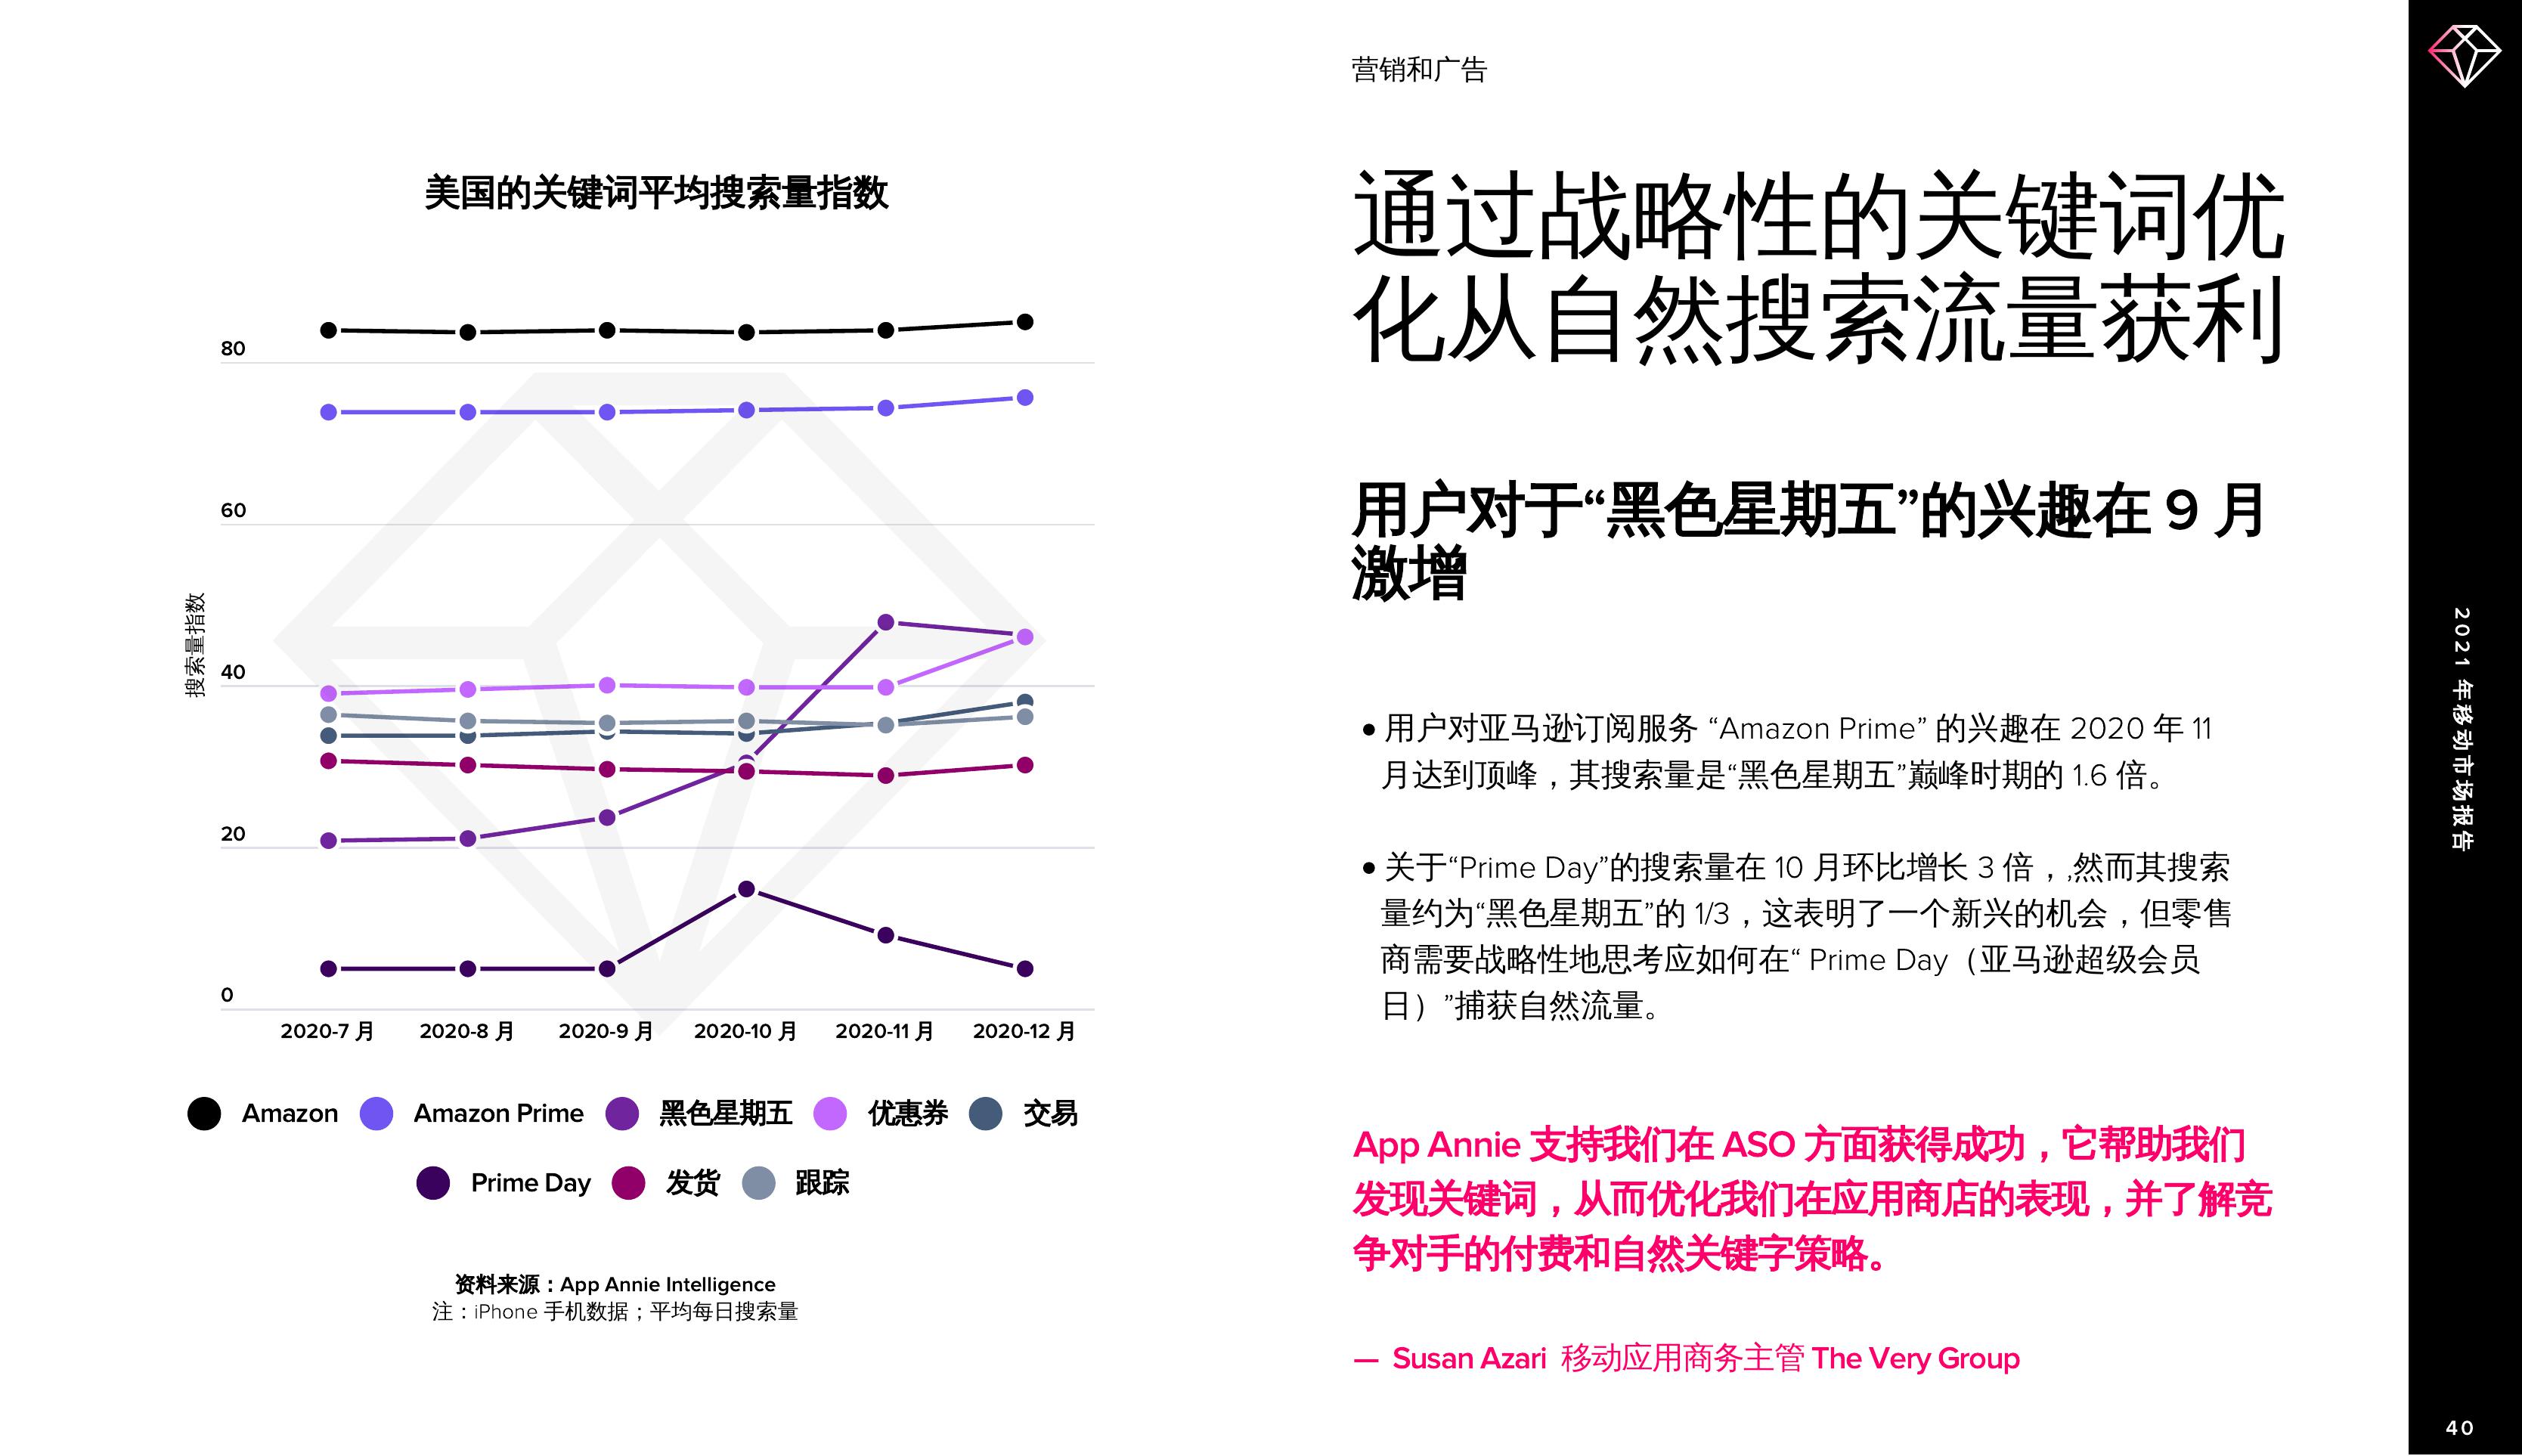 营销和广告
美国的关键词平均搜索量指数
80
60
40
20
0
搜索量指数
2020-7 月 2020-8 月 2020-9 月 2020-10 月 2020-11 月 2020-12 月
Amazon Amazon Prime 黑色星期五 优惠券 交易
Prime Day 发货 跟踪
资料来源：App Annie Intelligence
注：iPhone 手机数据；平均每日搜索量
通过战略性的关键词优
化从自然搜索流量获利
用户对于“黑色星期五”的兴趣在 9 月
激增
• 用户对亚马逊订阅服务 “Amazon Prime” 的兴趣在 2020 年 11
月达到顶峰，其搜索量是“黑色星期五”巅峰时期的 1.6 倍。
• 关于“Prime Day”的搜索量在 10 月环比增长 3 倍，,然而其搜索
量约为“黑色星期五”的 1/3，这表明了一个新兴的机会，但零售
商需要战略性地思考应如何在“ Prime Day（亚马逊超级会员
日）”捕获自然流量。
App Annie 支持我们在 ASO 方面获得成功，它帮助我们
发现关键词，从而优化我们在应用商店的表现，并了解竞
争对手的付费和自然关键字策略。
— Susan Azari 移动应用商务主管 The Very Group
2021 年移动市场报告
40